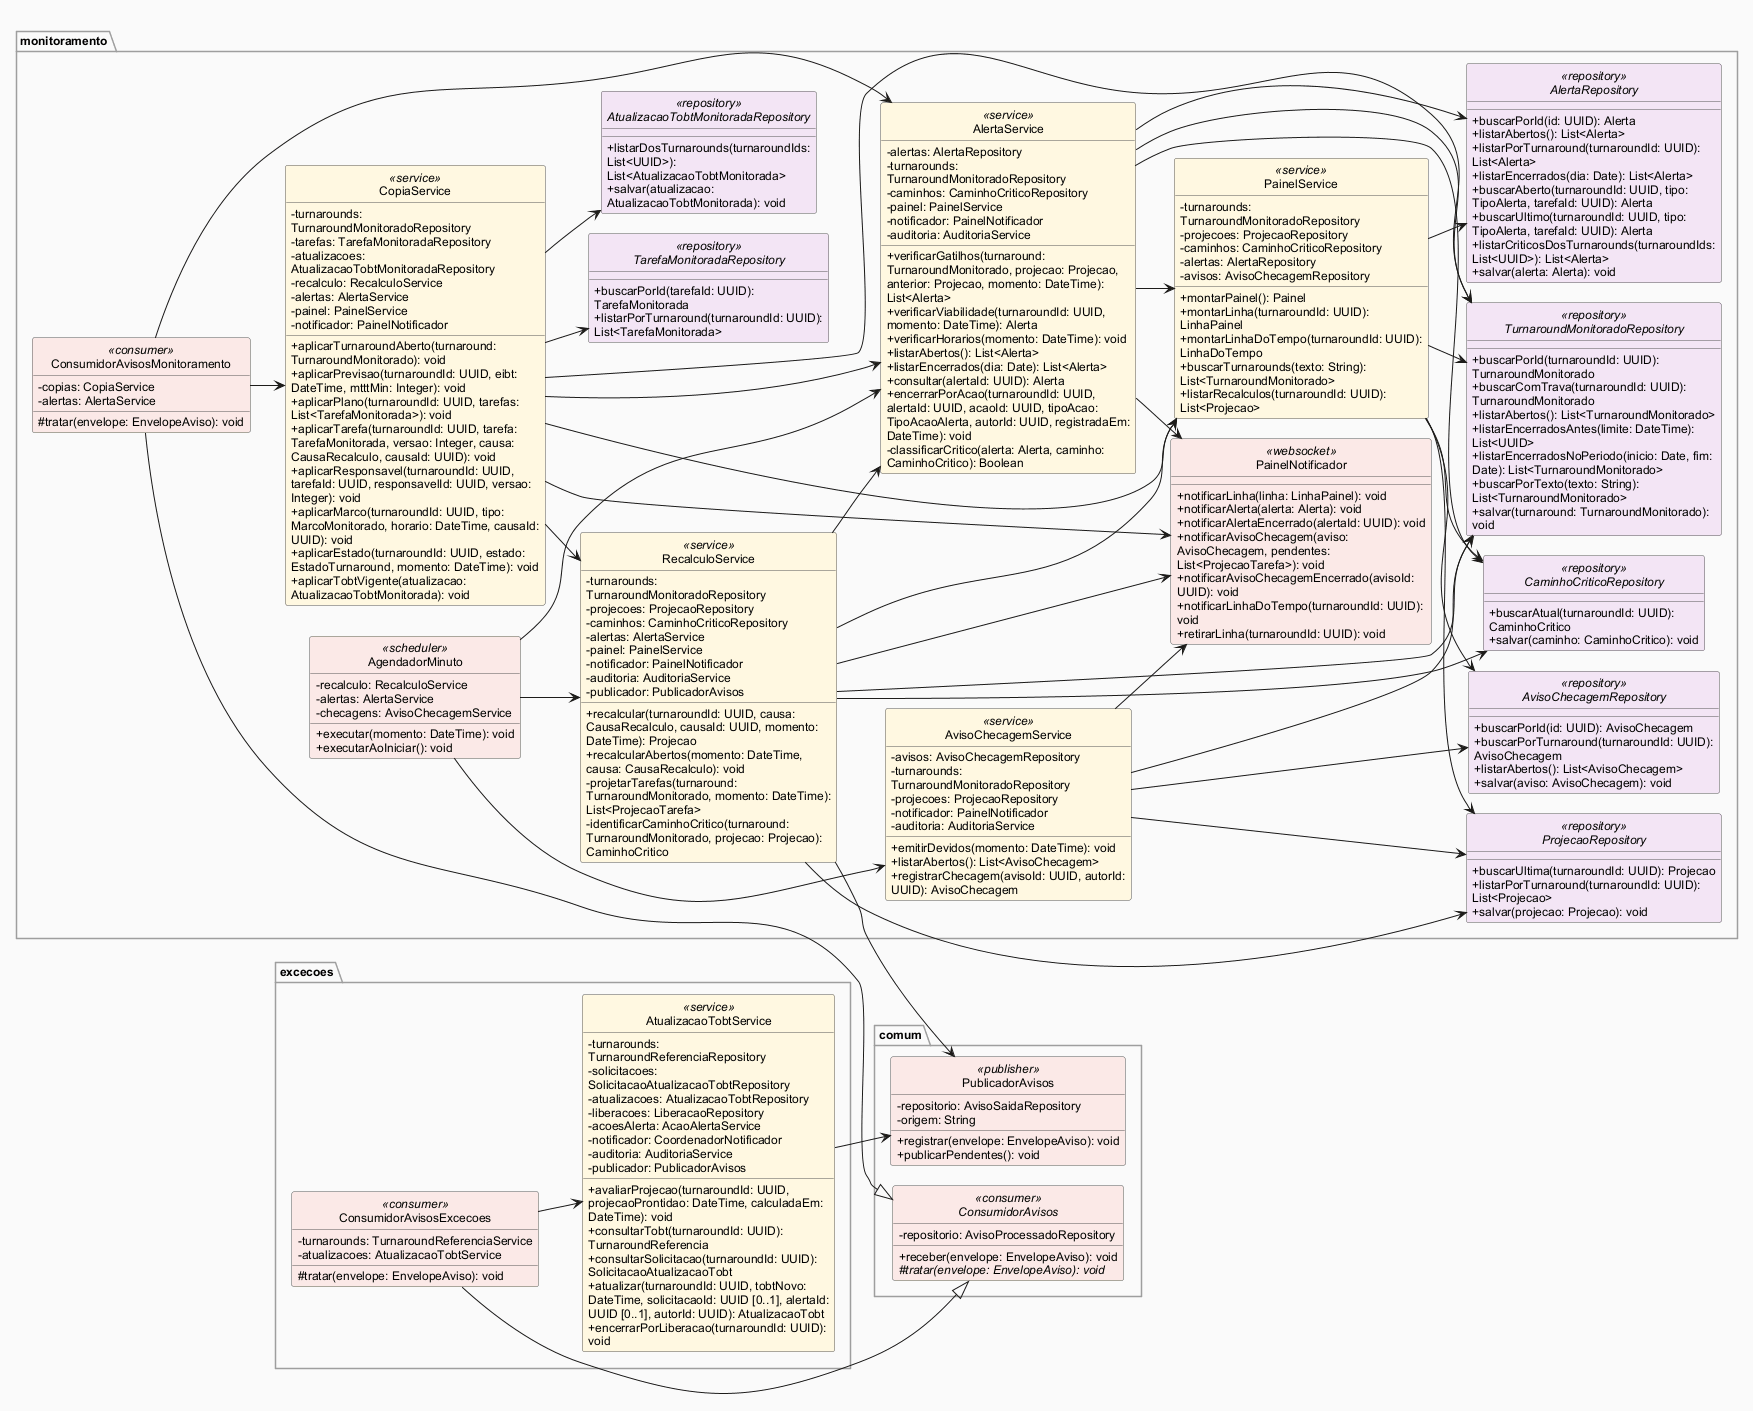 monitoramento
«consumer»
ConsumidorAvisosMonitoramento
-copias: CopiaService
-alertas: AlertaService
#tratar(envelope: EnvelopeAviso): void
«service»
CopiaService
-turnarounds:
TurnaroundMonitoradoRepository
-tarefas: TarefaMonitoradaRepository
-atualizacoes:
AtualizacaoTobtMonitoradaRepository
-recalculo: RecalculoService
-alertas: AlertaService
-painel: PainelService
-notificador: PainelNotificador
+aplicarTurnaroundAberto(turnaround:
TurnaroundMonitorado): void
+aplicarPrevisao(turnaroundId: UUID, eibt:
DateTime, mtttMin: Integer): void
+aplicarPlano(turnaroundId: UUID, tarefas:
List<TarefaMonitorada>): void
+aplicarTarefa(turnaroundId: UUID, tarefa:
TarefaMonitorada, versao: Integer, causa:
CausaRecalculo, causaId: UUID): void
+aplicarResponsavel(turnaroundId: UUID,
tarefaId: UUID, responsavelId: UUID, versao:
Integer): void
+aplicarMarco(turnaroundId: UUID, tipo:
MarcoMonitorado, horario: DateTime, causaId:
UUID): void
+aplicarEstado(turnaroundId: UUID, estado:
EstadoTurnaround, momento: DateTime): void
+aplicarTobtVigente(atualizacao:
AtualizacaoTobtMonitorada): void
«scheduler»
AgendadorMinuto
-recalculo: RecalculoService
-alertas: AlertaService
-checagens: AvisoChecagemService
+executar(momento: DateTime): void
+executarAoIniciar(): void
«repository»
AtualizacaoTobtMonitoradaRepository
+listarDosTurnarounds(turnaroundIds:
List<UUID>):
List<AtualizacaoTobtMonitorada>
+salvar(atualizacao:
AtualizacaoTobtMonitorada): void
«repository»
TarefaMonitoradaRepository
+buscarPorId(tarefaId: UUID):
TarefaMonitorada
+listarPorTurnaround(turnaroundId: UUID):
List<TarefaMonitorada>
«service»
RecalculoService
-turnarounds:
TurnaroundMonitoradoRepository
-projecoes: ProjecaoRepository
-caminhos: CaminhoCriticoRepository
-alertas: AlertaService
-painel: PainelService
-notificador: PainelNotificador
-auditoria: AuditoriaService
-publicador: PublicadorAvisos
+recalcular(turnaroundId: UUID, causa:
CausaRecalculo, causaId: UUID, momento:
DateTime): Projecao
+recalcularAbertos(momento: DateTime,
causa: CausaRecalculo): void
-projetarTarefas(turnaround:
TurnaroundMonitorado, momento: DateTime):
List<ProjecaoTarefa>
-identificarCaminhoCritico(turnaround:
TurnaroundMonitorado, projecao: Projecao):
CaminhoCritico
«service»
AlertaService
-alertas: AlertaRepository
-turnarounds:
TurnaroundMonitoradoRepository
-caminhos: CaminhoCriticoRepository
-painel: PainelService
-notificador: PainelNotificador
-auditoria: AuditoriaService
+verificarGatilhos(turnaround:
TurnaroundMonitorado, projecao: Projecao,
anterior: Projecao, momento: DateTime):
List<Alerta>
+verificarViabilidade(turnaroundId: UUID,
momento: DateTime): Alerta
+verificarHorarios(momento: DateTime): void
+listarAbertos(): List<Alerta>
+listarEncerrados(dia: Date): List<Alerta>
+consultar(alertaId: UUID): Alerta
+encerrarPorAcao(turnaroundId: UUID,
alertaId: UUID, acaoId: UUID, tipoAcao:
TipoAcaoAlerta, autorId: UUID, registradaEm:
DateTime): void
-classificarCritico(alerta: Alerta, caminho:
CaminhoCritico): Boolean
«service»
AvisoChecagemService
-avisos: AvisoChecagemRepository
-turnarounds:
TurnaroundMonitoradoRepository
-projecoes: ProjecaoRepository
-notificador: PainelNotificador
-auditoria: AuditoriaService
+emitirDevidos(momento: DateTime): void
+listarAbertos(): List<AvisoChecagem>
+registrarChecagem(avisoId: UUID, autorId:
UUID): AvisoChecagem
«service»
PainelService
-turnarounds:
TurnaroundMonitoradoRepository
-projecoes: ProjecaoRepository
-caminhos: CaminhoCriticoRepository
-alertas: AlertaRepository
-avisos: AvisoChecagemRepository
+montarPainel(): Painel
+montarLinha(turnaroundId: UUID):
LinhaPainel
+montarLinhaDoTempo(turnaroundId: UUID):
LinhaDoTempo
+buscarTurnarounds(texto: String):
List<TurnaroundMonitorado>
+listarRecalculos(turnaroundId: UUID):
List<Projecao>
«websocket»
PainelNotificador
+notificarLinha(linha: LinhaPainel): void
+notificarAlerta(alerta: Alerta): void
+notificarAlertaEncerrado(alertaId: UUID): void
+notificarAvisoChecagem(aviso:
AvisoChecagem, pendentes:
List<ProjecaoTarefa>): void
+notificarAvisoChecagemEncerrado(avisoId:
UUID): void
+notificarLinhaDoTempo(turnaroundId: UUID):
void
+retirarLinha(turnaroundId: UUID): void
«repository»
AlertaRepository
+buscarPorId(id: UUID): Alerta
+listarAbertos(): List<Alerta>
+listarPorTurnaround(turnaroundId: UUID):
List<Alerta>
+listarEncerrados(dia: Date): List<Alerta>
+buscarAberto(turnaroundId: UUID, tipo:
TipoAlerta, tarefaId: UUID): Alerta
+buscarUltimo(turnaroundId: UUID, tipo:
TipoAlerta, tarefaId: UUID): Alerta
+listarCriticosDosTurnarounds(turnaroundIds:
List<UUID>): List<Alerta>
+salvar(alerta: Alerta): void
«repository»
TurnaroundMonitoradoRepository
+buscarPorId(turnaroundId: UUID):
TurnaroundMonitorado
+buscarComTrava(turnaroundId: UUID):
TurnaroundMonitorado
+listarAbertos(): List<TurnaroundMonitorado>
+listarEncerradosAntes(limite: DateTime):
List<UUID>
+listarEncerradosNoPeriodo(inicio: Date, fim:
Date): List<TurnaroundMonitorado>
+buscarPorTexto(texto: String):
List<TurnaroundMonitorado>
+salvar(turnaround: TurnaroundMonitorado):
void
«repository»
CaminhoCriticoRepository
+buscarAtual(turnaroundId: UUID):
CaminhoCritico
+salvar(caminho: CaminhoCritico): void
«repository»
AvisoChecagemRepository
+buscarPorId(id: UUID): AvisoChecagem
+buscarPorTurnaround(turnaroundId: UUID):
AvisoChecagem
+listarAbertos(): List<AvisoChecagem>
+salvar(aviso: AvisoChecagem): void
«repository»
ProjecaoRepository
+buscarUltima(turnaroundId: UUID): Projecao
+listarPorTurnaround(turnaroundId: UUID):
List<Projecao>
+salvar(projecao: Projecao): void
excecoes
«consumer»
ConsumidorAvisosExcecoes
-turnarounds: TurnaroundReferenciaService
-atualizacoes: AtualizacaoTobtService
#tratar(envelope: EnvelopeAviso): void
«service»
AtualizacaoTobtService
-turnarounds:
TurnaroundReferenciaRepository
-solicitacoes:
SolicitacaoAtualizacaoTobtRepository
-atualizacoes: AtualizacaoTobtRepository
-liberacoes: LiberacaoRepository
-acoesAlerta: AcaoAlertaService
-notificador: CoordenadorNotificador
-auditoria: AuditoriaService
-publicador: PublicadorAvisos
+avaliarProjecao(turnaroundId: UUID,
projecaoProntidao: DateTime, calculadaEm:
DateTime): void
+consultarTobt(turnaroundId: UUID):
TurnaroundReferencia
+consultarSolicitacao(turnaroundId: UUID):
SolicitacaoAtualizacaoTobt
+atualizar(turnaroundId: UUID, tobtNovo:
DateTime, solicitacaoId: UUID [0..1], alertaId:
UUID [0..1], autorId: UUID): AtualizacaoTobt
+encerrarPorLiberacao(turnaroundId: UUID):
void
comum
«publisher»
PublicadorAvisos
-repositorio: AvisoSaidaRepository
-origem: String
+registrar(envelope: EnvelopeAviso): void
+publicarPendentes(): void
«consumer»
ConsumidorAvisos
-repositorio: AvisoProcessadoRepository
+receber(envelope: EnvelopeAviso): void
#tratar(envelope: EnvelopeAviso): void